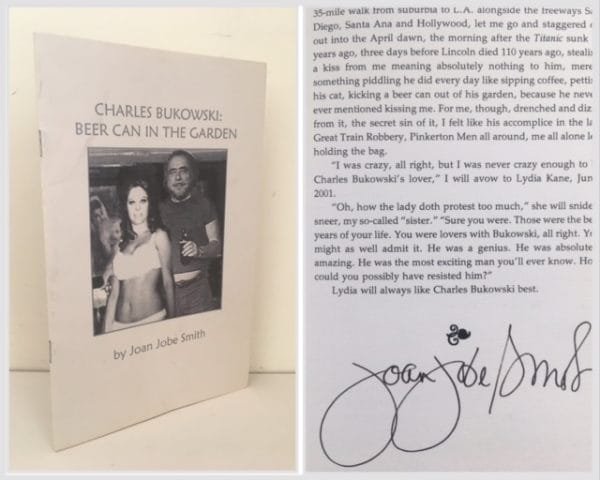 CHARLES BUKOWSKI:
BEER CAN IN THE GARDEN
by Joan Jobe Smith
35-mile walk from suburbia to L.A. alongside the freeways
Diego, Santa Ana and Hollywood, let me go and staggered
out into the April dawn, the morning after the Titanic sunk
years ago, three days before Lincoln died 110 years ago,
a kiss from me meaning absolutely nothing to him,
something piddling he did every day like sipping coffee,
his cat, kicking a beer can out of his garden, because he
ever mentioned kissing me. For me, though, drenched and
from it, the secret sin of it, I felt like his accomplice in the
Great Train Robbery, Pinkerton Men all around, me all alone
holding the bag.
"I was crazy, all right, but I was never crazy enough to
Charles Bukowski's lover," I will avow to Lydia Kane,
2001.
"Oh, how the lady doth protest too much," she will
sneer, my so-called "sister." "Sure you were. Those were the
years of your life. You were lovers with Bukowski, all right.
might as well admit it. He was a genius. He was
amazing. He was the most exciting man you'll ever know.
could you possibly have resisted him?"
Lydia will always like Charles Bukowski best.
Joan Jobe Smith